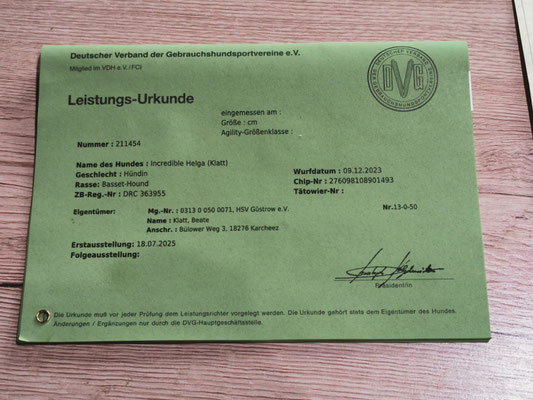 Deutscher Verband der Gebrauchshundsportvereine e.V.
Mitglied im VDH e.V./FCI
DEUTSCHER VERBAND DER GEBRAUCHSHUNDSPORTVEREINE
DVG
Leistungs-Urkunde
eingemessen am :
Größe : cm
Agility-Größenklasse :
Nummer : 211454
Name des Hundes : Incredible Helga (Klatt)
Geschlecht : Hündin
Rasse: Basset-Hound
ZB-Reg.-Nr.: DRC 363955
Wurfdatum : 09.12.2023
Chip-Nr : 276098108901493
Tätowier-Nr :
Eigentümer: Mg.-Nr. : 0313 0 050 0071, HSV Güstrow e.V. Nr.13-0-50
Name : Klatt, Beate
Anschr. : Bülower Weg 3, 18276 Karcheez
Erstausstellung: 18.07.2025
Folgeausstellung:
Präsident/in
Die Urkunde muß vor jeder Prüfung dem Leistungsrichter vorgelegt werden. Die Urkunde gehört stets dem Eigentümer des Hundes.
Änderungen / Ergänzungen nur durch die DVG-Hauptgeschäftsstelle.